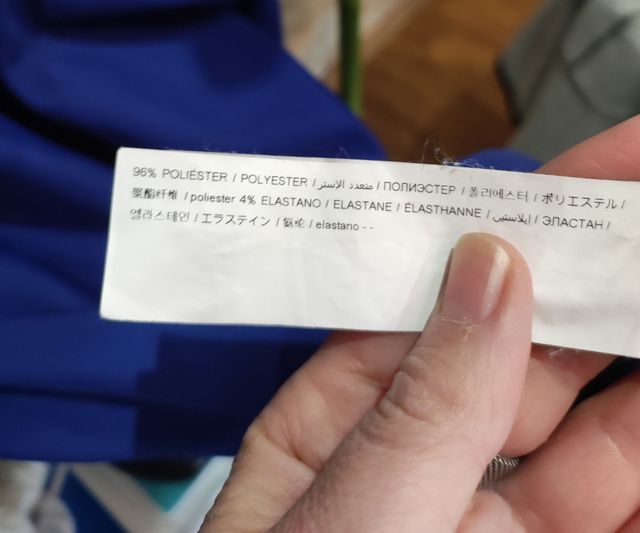 96% POLIÉSTER / POLYESTER / متعدد الاستر / ПОЛИЭСТЕР / 폴리에스터 / ポリエステル /
聚酯纤维 / poliester 4% ELASTANO / ELASTANE / ÉLASTHANNE / إيلاستين / ЭЛАСТАН /
엘라스테인 / エラステイン / 氨纶 / elastano - -